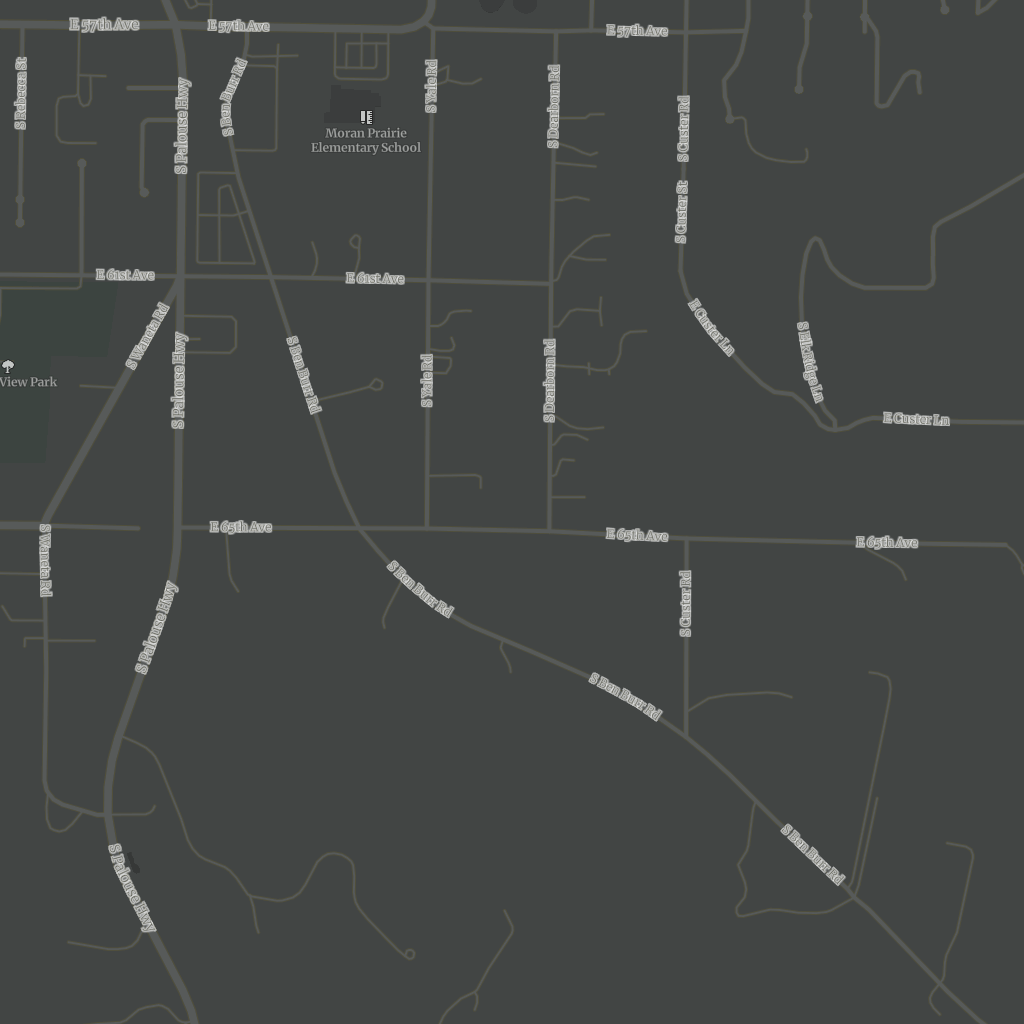 E 57th Ave
E 57th Ave
E 57th Ave
S Rebecca St
S Palouse Hwy
S Ben Burr Rd
S Yale Rd
S Dearborn Rd
S Custer Rd
Moran Prairie
Elementary School
S Custer St
E 61st Ave
E 61st Ave
S Waneta Rd
S Palouse Hwy
S Ben Burr Rd
S Yale Rd
S Dearborn Rd
E Custer Ln
S Elk Ridge Ln
View Park
E Custer Ln
E 65th Ave
E 65th Ave
E 65th Ave
S Waneta Rd
S Palouse Hwy
S Ben Burr Rd
S Custer Rd
S Ben Burr Rd
S Ben Burr Rd
S Palouse Hwy